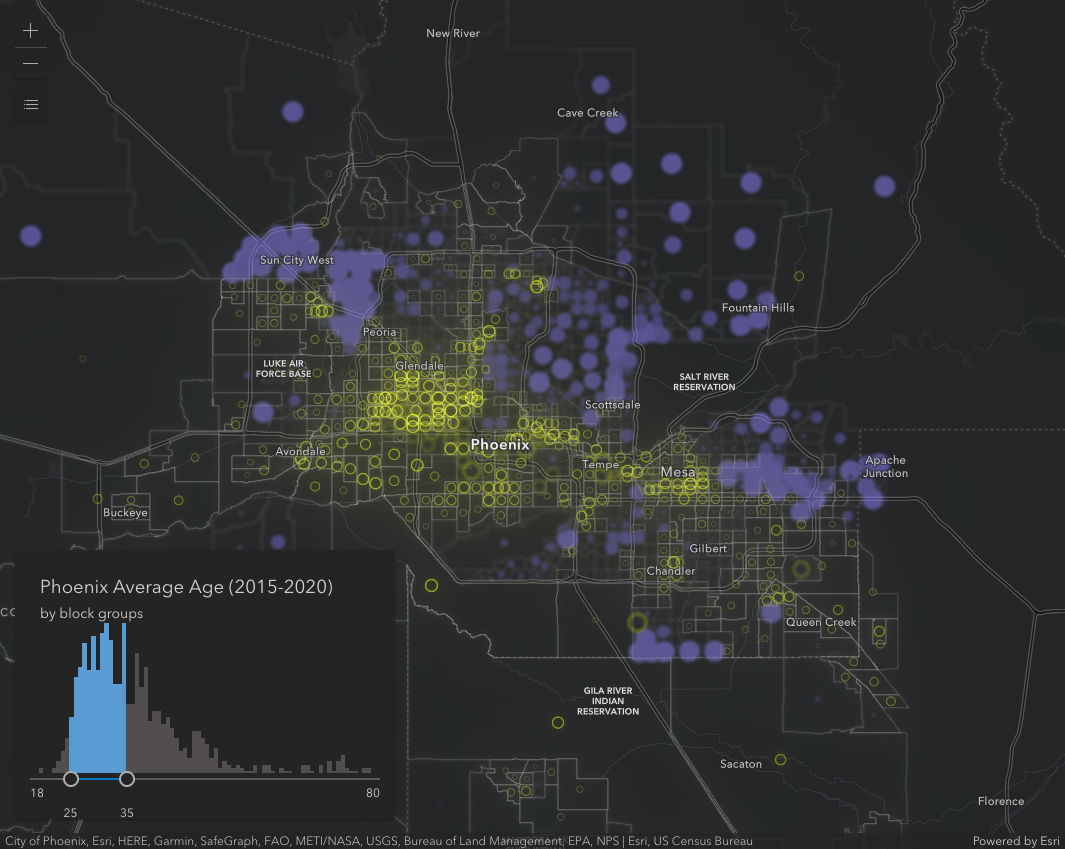 New River
Cave Creek
Sun City West
Fountain Hills
Peoria
Glendale
LUKE AIR
FORCE BASE
SALT RIVER
RESERVATION
Scottsdale
Phoenix
Avondale
Tempe
Mesa
Apache
Junction
Buckeye
Gilbert
Chandler
Queen Creek
GILA RIVER
INDIAN
RESERVATION
Sacaton
Florence
Phoenix Average Age (2015-2020)
by block groups
18
80
25
35
City of Phoenix, Esri, HERE, Garmin, SafeGraph, FAO, METI/NASA, USGS, Bureau of Land Management, EPA, NPS | Esri, US Census Bureau
Powered by Esri